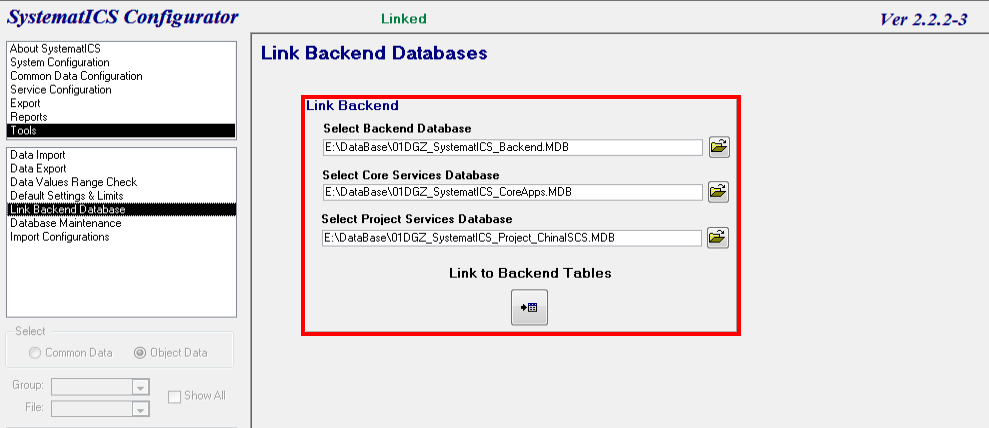 SystematICS Configurator
Linked
Ver 2.2.2-3
About SystematICS
System Configuration
Common Data Configuration
Service Configuration
Export
Reports
Tools
Data Import
Data Export
Data Values Range Check
Default Settings & Limits
Link Backend Database
Database Maintenance
Import Configurations
Select
Common Data
Object Data
Group:
Show All
File:
Link Backend Databases
Link Backend
Select Backend Database
E:\DataBase\01DGZ_SystematICS_Backend.MDB
Select Core Services Database
E:\DataBase\01DGZ_SystematICS_CoreApps.MDB
Select Project Services Database
E:\DataBase\01DGZ_SystematICS_Project_ChinaISCS.MDB
Link to Backend Tables